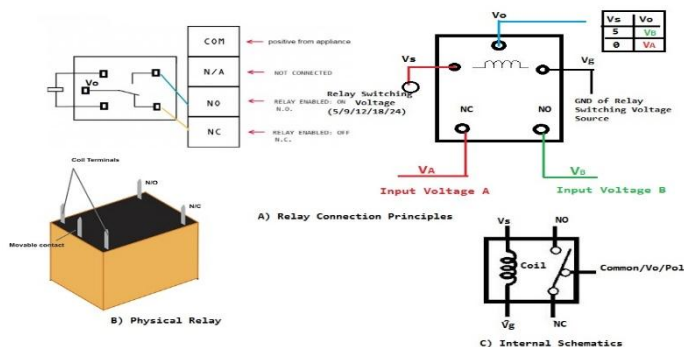 COM
positive from appliance
N/A
NOT CONNECTED
NO
RELAY ENABLED: ON
N.O.
NC
RELAY ENABLED: OFF
N.C.
Vo
Vo
Vs
Vg
Relay Switching
Voltage
(5/9/12/18/24)
NC
NO
GND of Relay
Switching Voltage
Source
VA
Input Voltage A
VB
Input Voltage B
Vs Vo
5 VB
0 VA
A) Relay Connection Principles
Coil Terminals
N/O
N/C
Movable contact
B) Physical Relay
Vs
NO
Coil
Common/Vo/Pol
Vg
NC
C) Internal Schematics